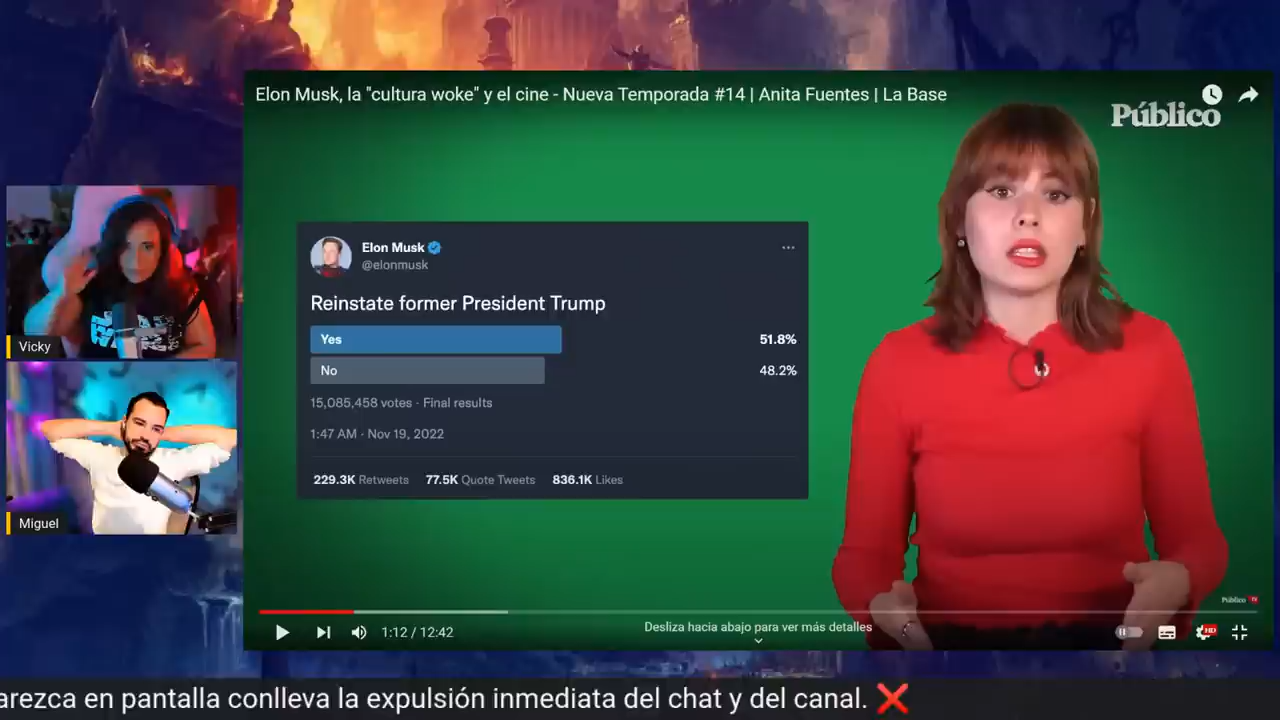 Elon Musk, la "cultura woke" y el cine - Nueva Temporada #14 | Anita Fuentes | La Base
Público
Elon Musk
@elonmusk
Reinstate former President Trump
Yes 51.8%
No 48.2%
15,085,458 votes · Final results
1:47 AM · Nov 19, 2022
229.3K Retweets 77.5K Quote Tweets 836.1K Likes
Vicky
Miguel
Público
Desliza hacia abajo para ver más detalles
1:12 / 12:42
HD
arezca en pantalla conlleva la expulsión inmediata del chat y del canal. ❌